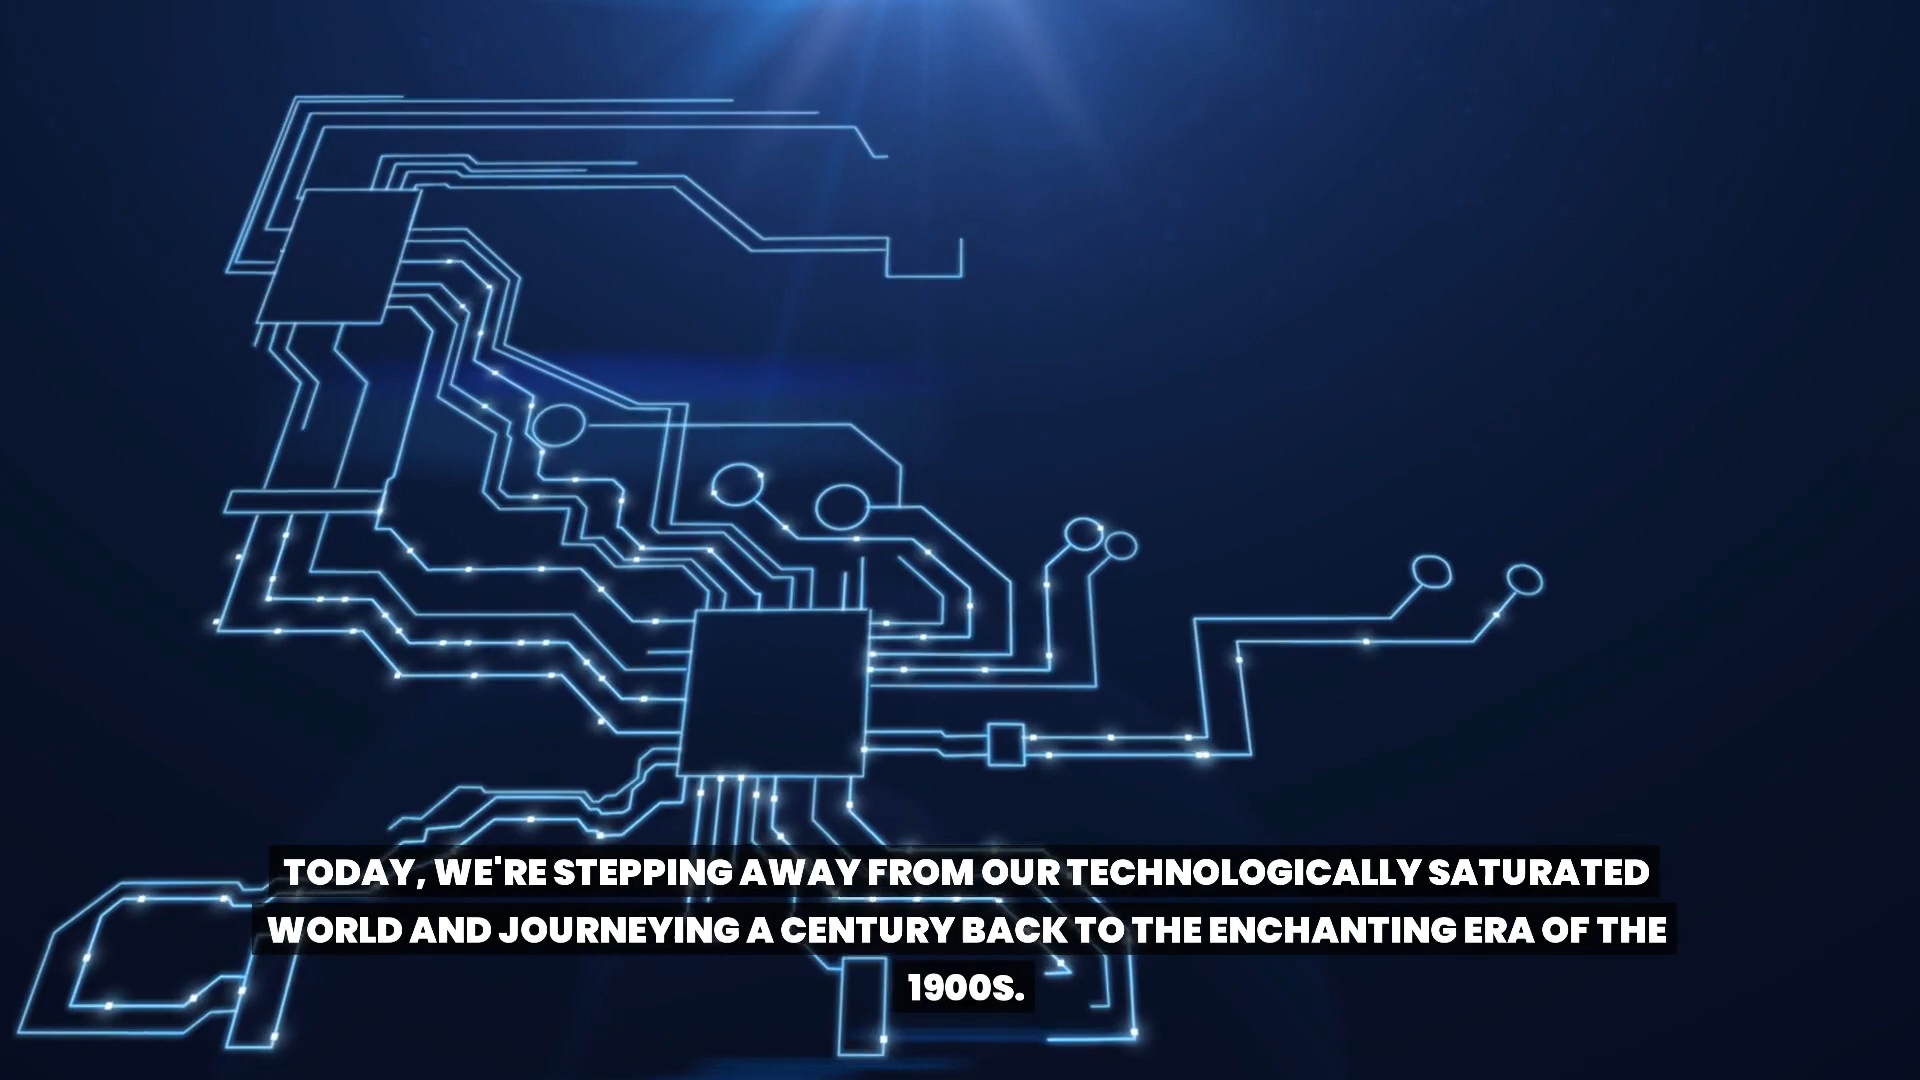 TODAY, WE'RE STEPPING AWAY FROM OUR TECHNOLOGICALLY SATURATED
WORLD AND JOURNEYING A CENTURY BACK TO THE ENCHANTING ERA OF THE
1900S.